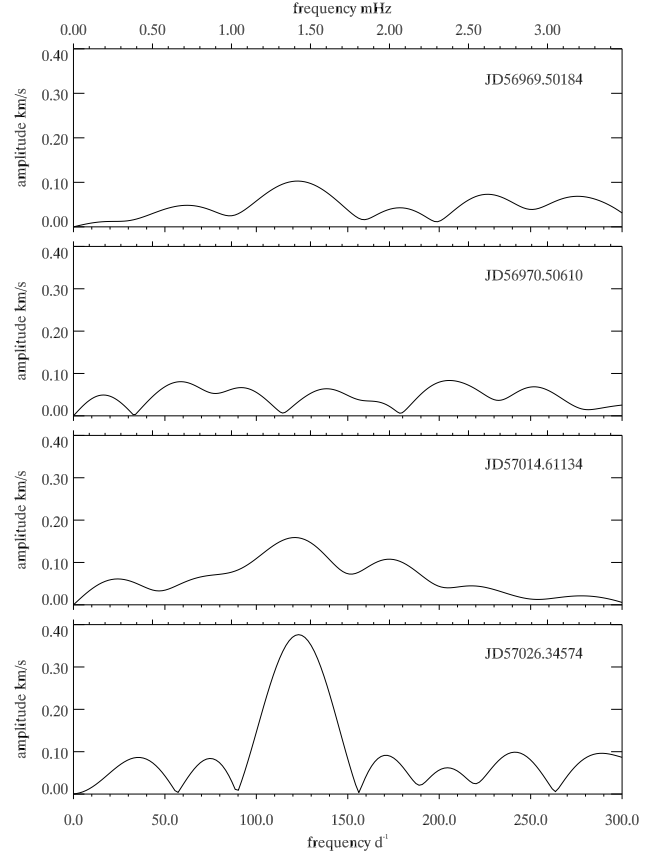 frequency mHz
0.00 0.50 1.00 1.50 2.00 2.50 3.00
0.40
0.30
0.20
0.10
0.00
amplitude km/s
JD56969.50184
0.40
0.30
0.20
0.10
0.00
amplitude km/s
JD56970.50610
0.40
0.30
0.20
0.10
0.00
amplitude km/s
JD57014.61134
0.40
0.30
0.20
0.10
0.00
amplitude km/s
JD57026.34574
0.0 50.0 100.0 150.0 200.0 250.0 300.0
frequency d⁻¹